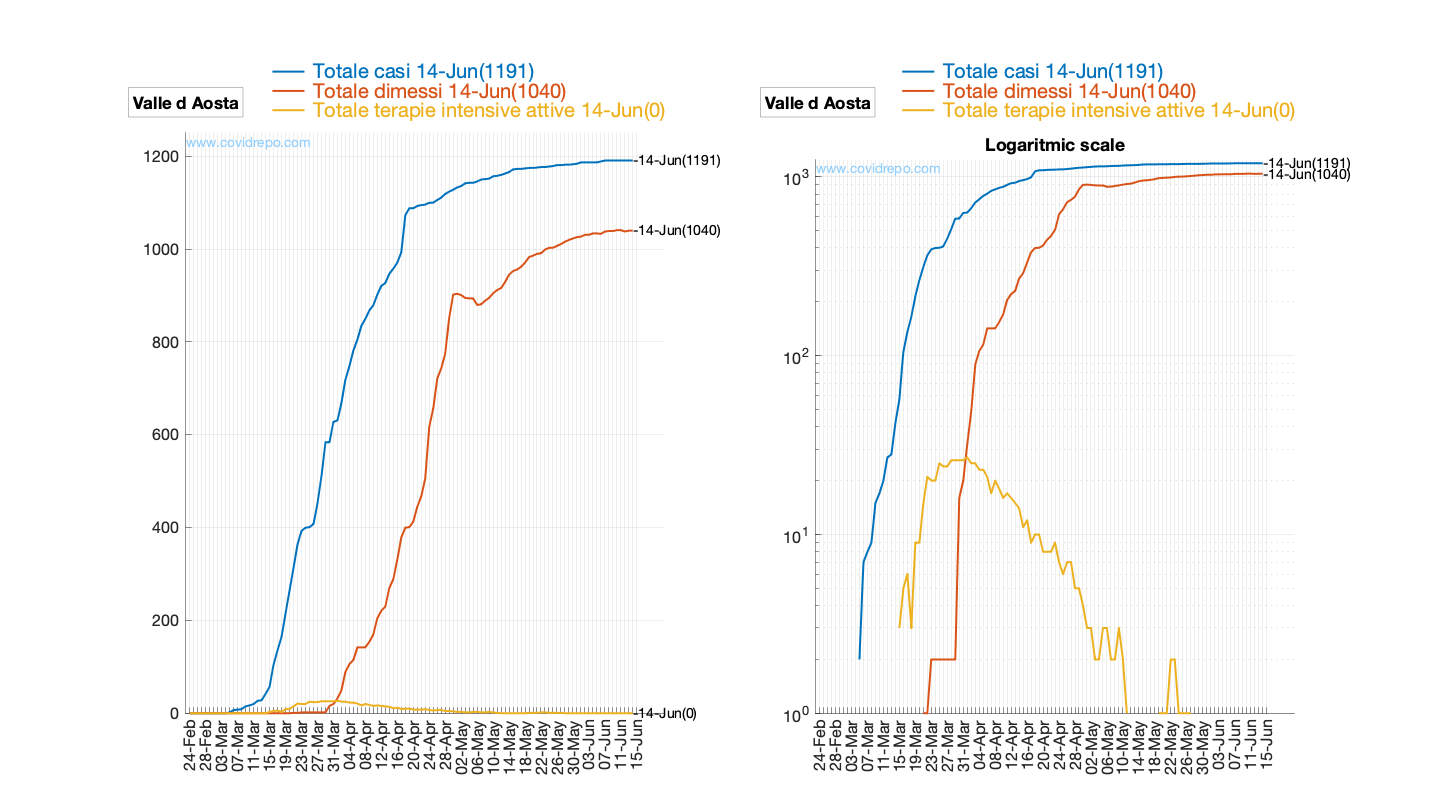 Totale casi 14-Jun(1191)
Totale dimessi 14-Jun(1040)
Totale terapie intensive attive 14-Jun(0)
Valle d Aosta
www.covidrepo.com
1200
1000
800
600
400
200
0
-14-Jun(1191)
-14-Jun(1040)
-14-Jun(0)
24-Feb
28-Feb
03-Mar
07-Mar
11-Mar
15-Mar
19-Mar
23-Mar
27-Mar
31-Mar
04-Apr
08-Apr
12-Apr
16-Apr
20-Apr
24-Apr
28-Apr
02-May
06-May
10-May
14-May
18-May
22-May
26-May
30-May
03-Jun
07-Jun
11-Jun
15-Jun
Totale casi 14-Jun(1191)
Totale dimessi 14-Jun(1040)
Totale terapie intensive attive 14-Jun(0)
Valle d Aosta
Logaritmic scale
www.covidrepo.com
10^3
10^2
10^1
10^0
-14-Jun(1191)
-14-Jun(1040)
24-Feb
28-Feb
03-Mar
07-Mar
11-Mar
15-Mar
19-Mar
23-Mar
27-Mar
31-Mar
04-Apr
08-Apr
12-Apr
16-Apr
20-Apr
24-Apr
28-Apr
02-May
06-May
10-May
14-May
18-May
22-May
26-May
30-May
03-Jun
07-Jun
11-Jun
15-Jun